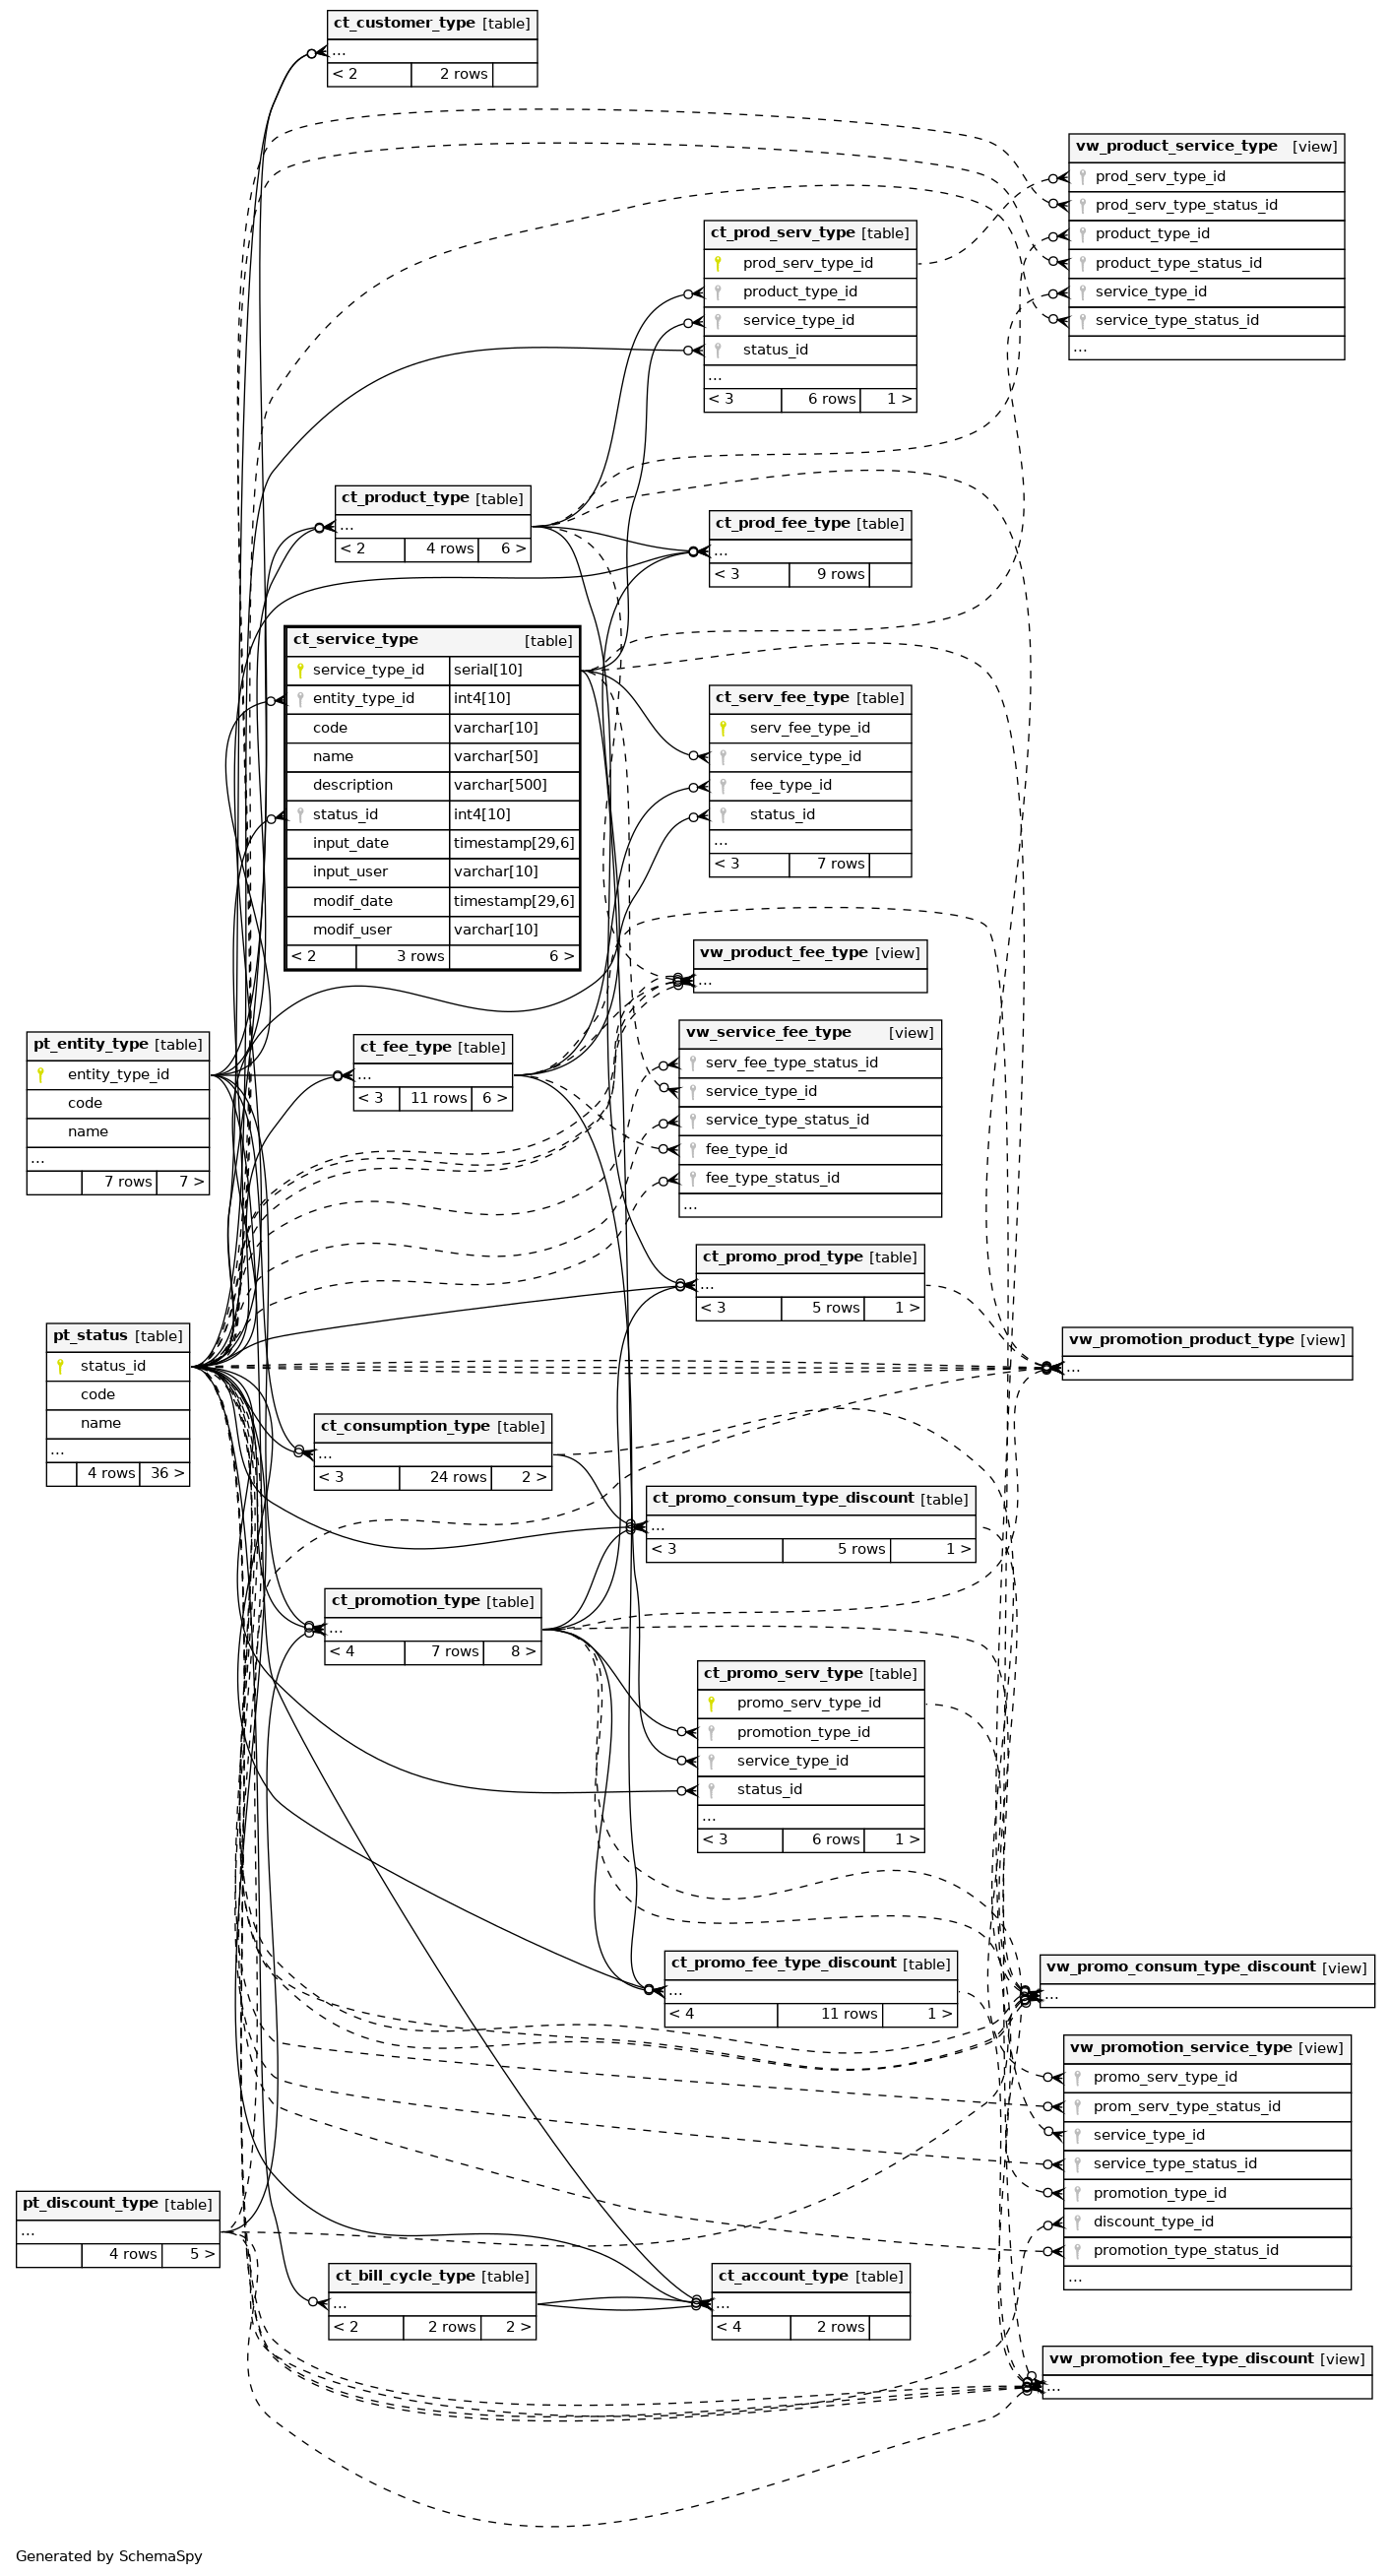 ct_customer_type [table]
...
< 2 2 rows
vw_product_service_type [view]
prod_serv_type_id
prod_serv_type_status_id
product_type_id
product_type_status_id
service_type_id
service_type_status_id
...
ct_prod_serv_type [table]
prod_serv_type_id
product_type_id
service_type_id
status_id
...
< 3 6 rows 1 >
ct_product_type [table]
...
< 2 4 rows 6 >
ct_prod_fee_type [table]
...
< 3 9 rows
ct_service_type [table]
service_type_id serial[10]
entity_type_id int4[10]
code varchar[10]
name varchar[50]
description varchar[500]
status_id int4[10]
input_date timestamp[29,6]
input_user varchar[10]
modif_date timestamp[29,6]
modif_user varchar[10]
< 2 3 rows 6 >
ct_serv_fee_type [table]
serv_fee_type_id
service_type_id
fee_type_id
status_id
...
< 3 7 rows
vw_product_fee_type [view]
...
pt_entity_type [table]
entity_type_id
code
name
...
7 rows 7 >
ct_fee_type [table]
...
< 3 11 rows 6 >
vw_service_fee_type [view]
serv_fee_type_status_id
service_type_id
service_type_status_id
fee_type_id
fee_type_status_id
...
ct_promo_prod_type [table]
...
< 3 5 rows 1 >
pt_status [table]
status_id
code
name
...
4 rows 36 >
vw_promotion_product_type [view]
...
ct_consumption_type [table]
...
< 3 24 rows 2 >
ct_promo_consum_type_discount [table]
...
< 3 5 rows 1 >
ct_promotion_type [table]
...
< 4 7 rows 8 >
ct_promo_serv_type [table]
promo_serv_type_id
promotion_type_id
service_type_id
status_id
...
< 3 6 rows 1 >
ct_promo_fee_type_discount [table]
...
< 4 11 rows 1 >
vw_promo_consum_type_discount [view]
...
vw_promotion_service_type [view]
promo_serv_type_id
prom_serv_type_status_id
service_type_id
service_type_status_id
promotion_type_id
discount_type_id
promotion_type_status_id
...
pt_discount_type [table]
...
4 rows 5 >
ct_bill_cycle_type [table]
...
< 2 2 rows 2 >
ct_account_type [table]
...
< 4 2 rows
vw_promotion_fee_type_discount [view]
...
Generated by SchemaSpy